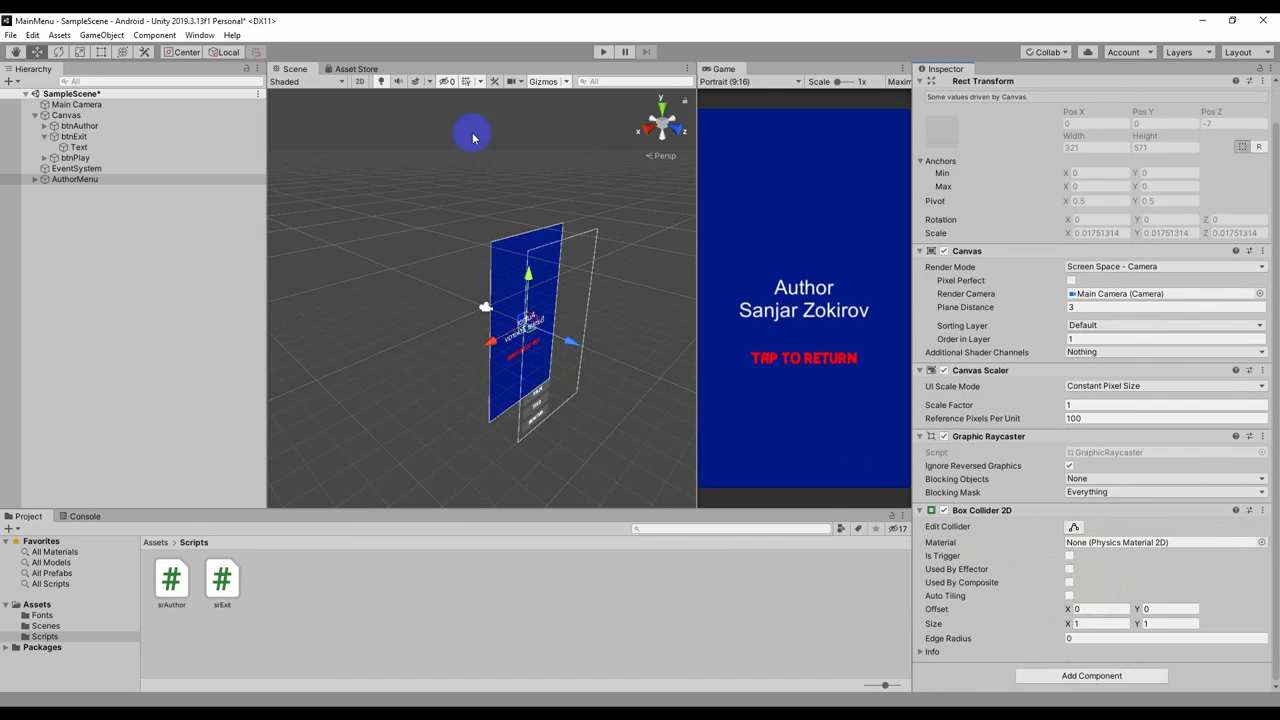 MainMenu - SampleScene - Android - Unity 2019.3.13f1 Personal* <DX11>
File Edit Assets GameObject Component Window Help
Center Local Collab Account Layers Layout
Hierarchy
All
SampleScene*
Main Camera
Canvas
btnAuthor
btnExit
Text
btnPlay
EventSystem
AuthorMenu
Scene Asset Store
Shaded 2D 0 Gizmos All
y
x z
Persp
Game
Portrait (9:16) Scale 1x Maxim
Author
Sanjar Zokirov
TAP TO RETURN
Inspector
Rect Transform
Some values driven by Canvas.
Pos X Pos Y Pos Z
0 0 -7
Width Height
321 571 R
Anchors
Min X 0 Y 0
Max X 0 Y 0
Pivot X 0.5 Y 0.5
Rotation X 0 Y 0 Z 0
Scale X 0.01751314 Y 0.01751314 Z 0.01751314
Canvas
Render Mode Screen Space - Camera
Pixel Perfect
Render Camera Main Camera (Camera)
Plane Distance 3
Sorting Layer Default
Order in Layer 1
Additional Shader Channels Nothing
Canvas Scaler
UI Scale Mode Constant Pixel Size
Scale Factor 1
Reference Pixels Per Unit 100
Graphic Raycaster
Script GraphicRaycaster
Ignore Reversed Graphics
Blocking Objects None
Blocking Mask Everything
Box Collider 2D
Edit Collider
Material None (Physics Material 2D)
Is Trigger
Used By Effector
Used By Composite
Auto Tiling
Offset X 0 Y 0
Size X 1 Y 1
Edge Radius 0
Info
Add Component
Project Console
17
Favorites
All Materials
All Models
All Prefabs
All Scripts
Assets
Fonts
Scenes
Scripts
Packages
Assets > Scripts
# #
srAuthor srExit